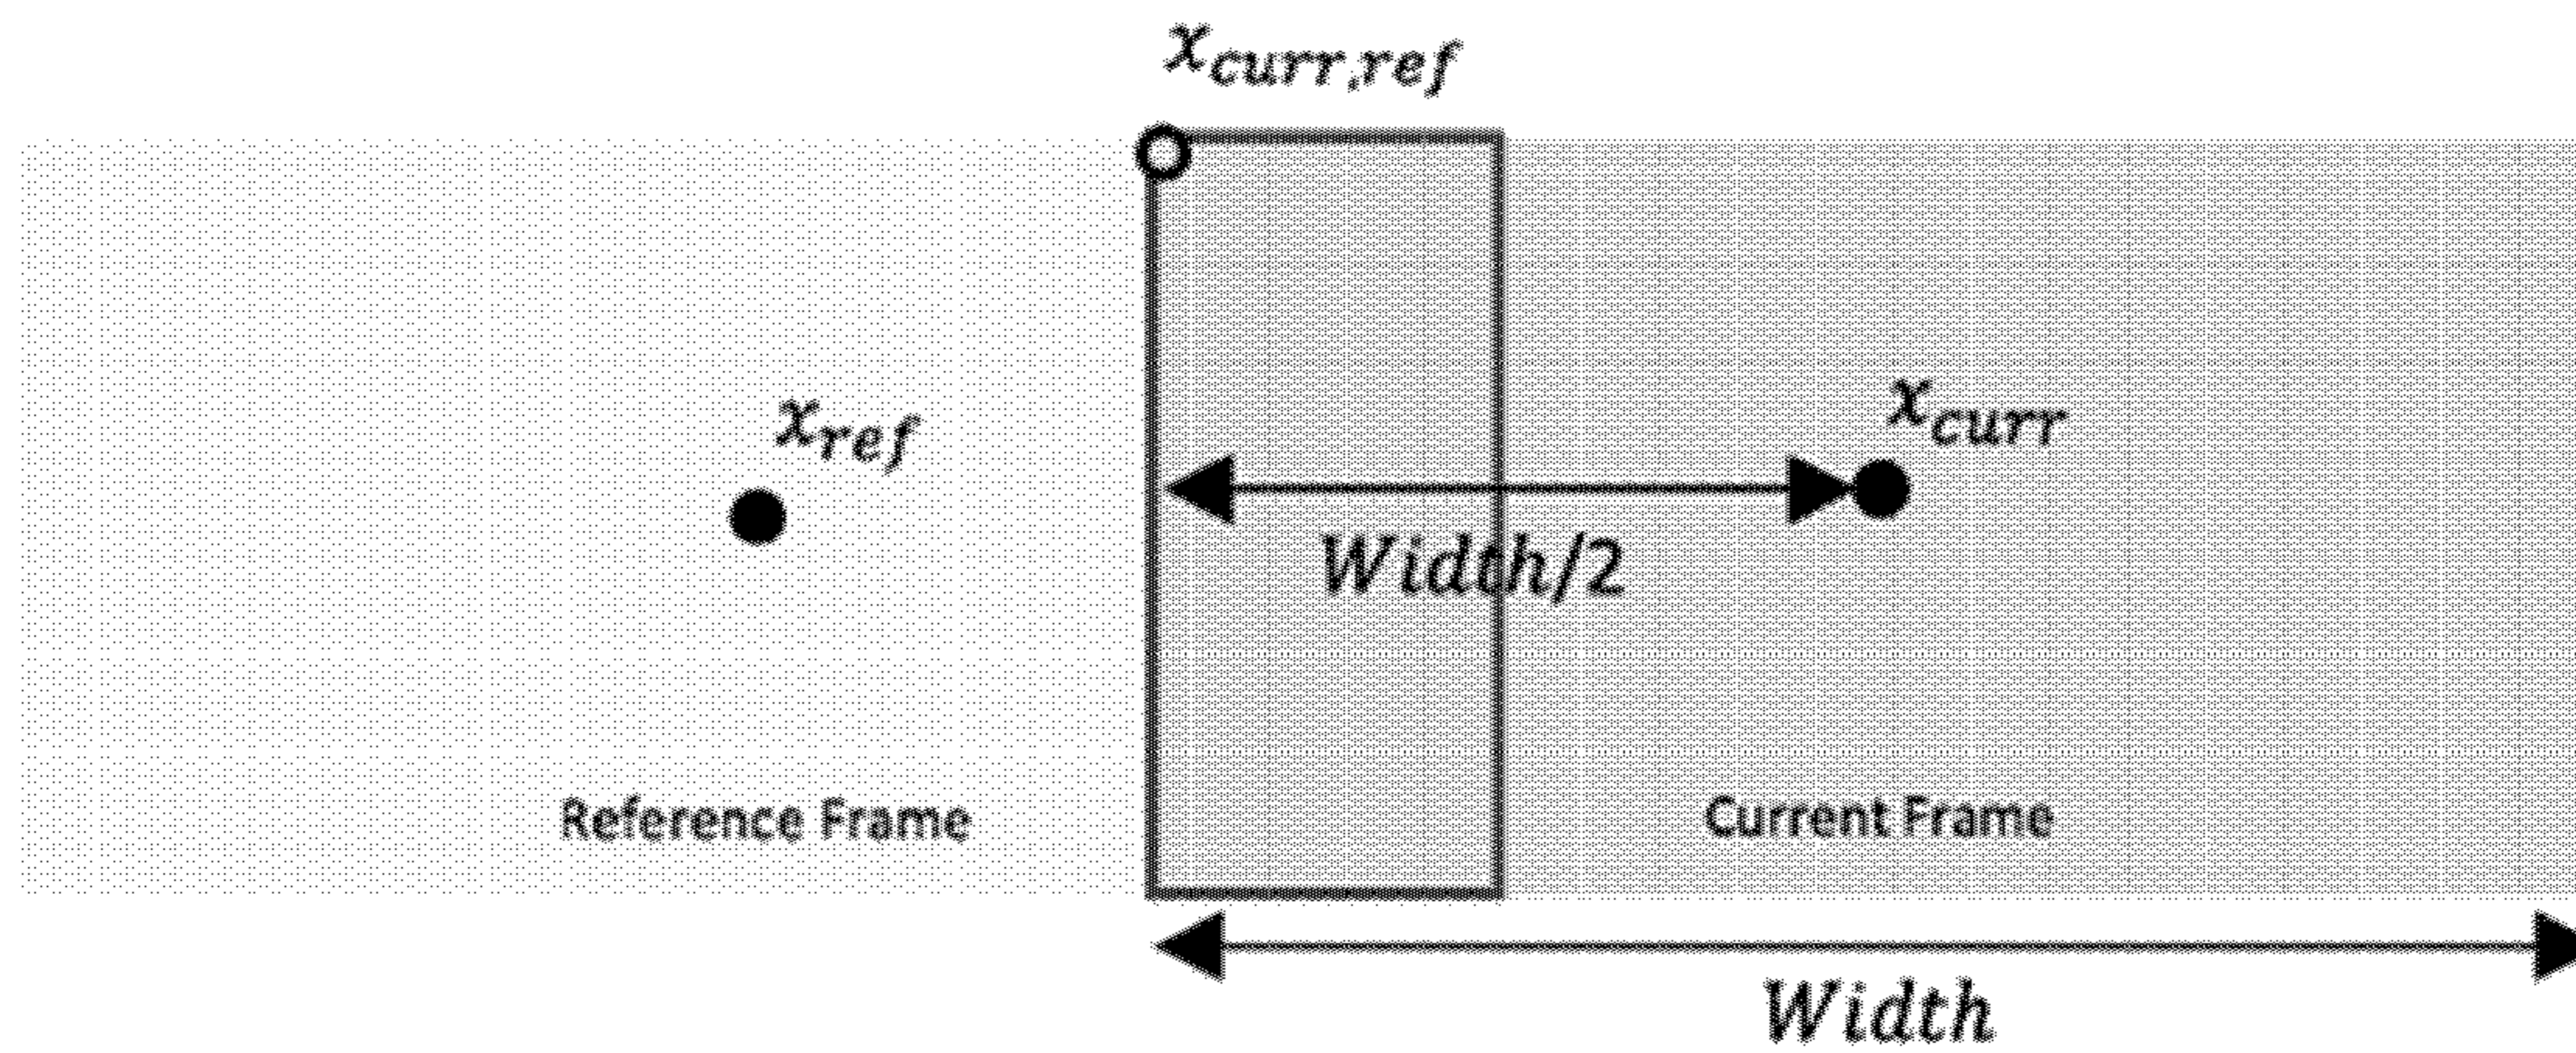 x_curr,ref
x_ref
x_curr
Width/2
Reference Frame
Current Frame
Width